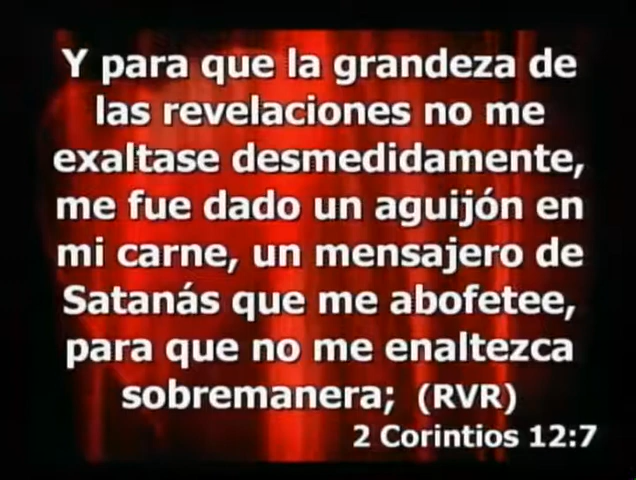 Y para que la grandeza de
las revelaciones no me
exaltase desmedidamente,
me fue dado un aguijón en
mi carne, un mensajero de
Satanás que me abofetee,
para que no me enaltezca
sobremanera; (RVR)
2 Corintios 12:7